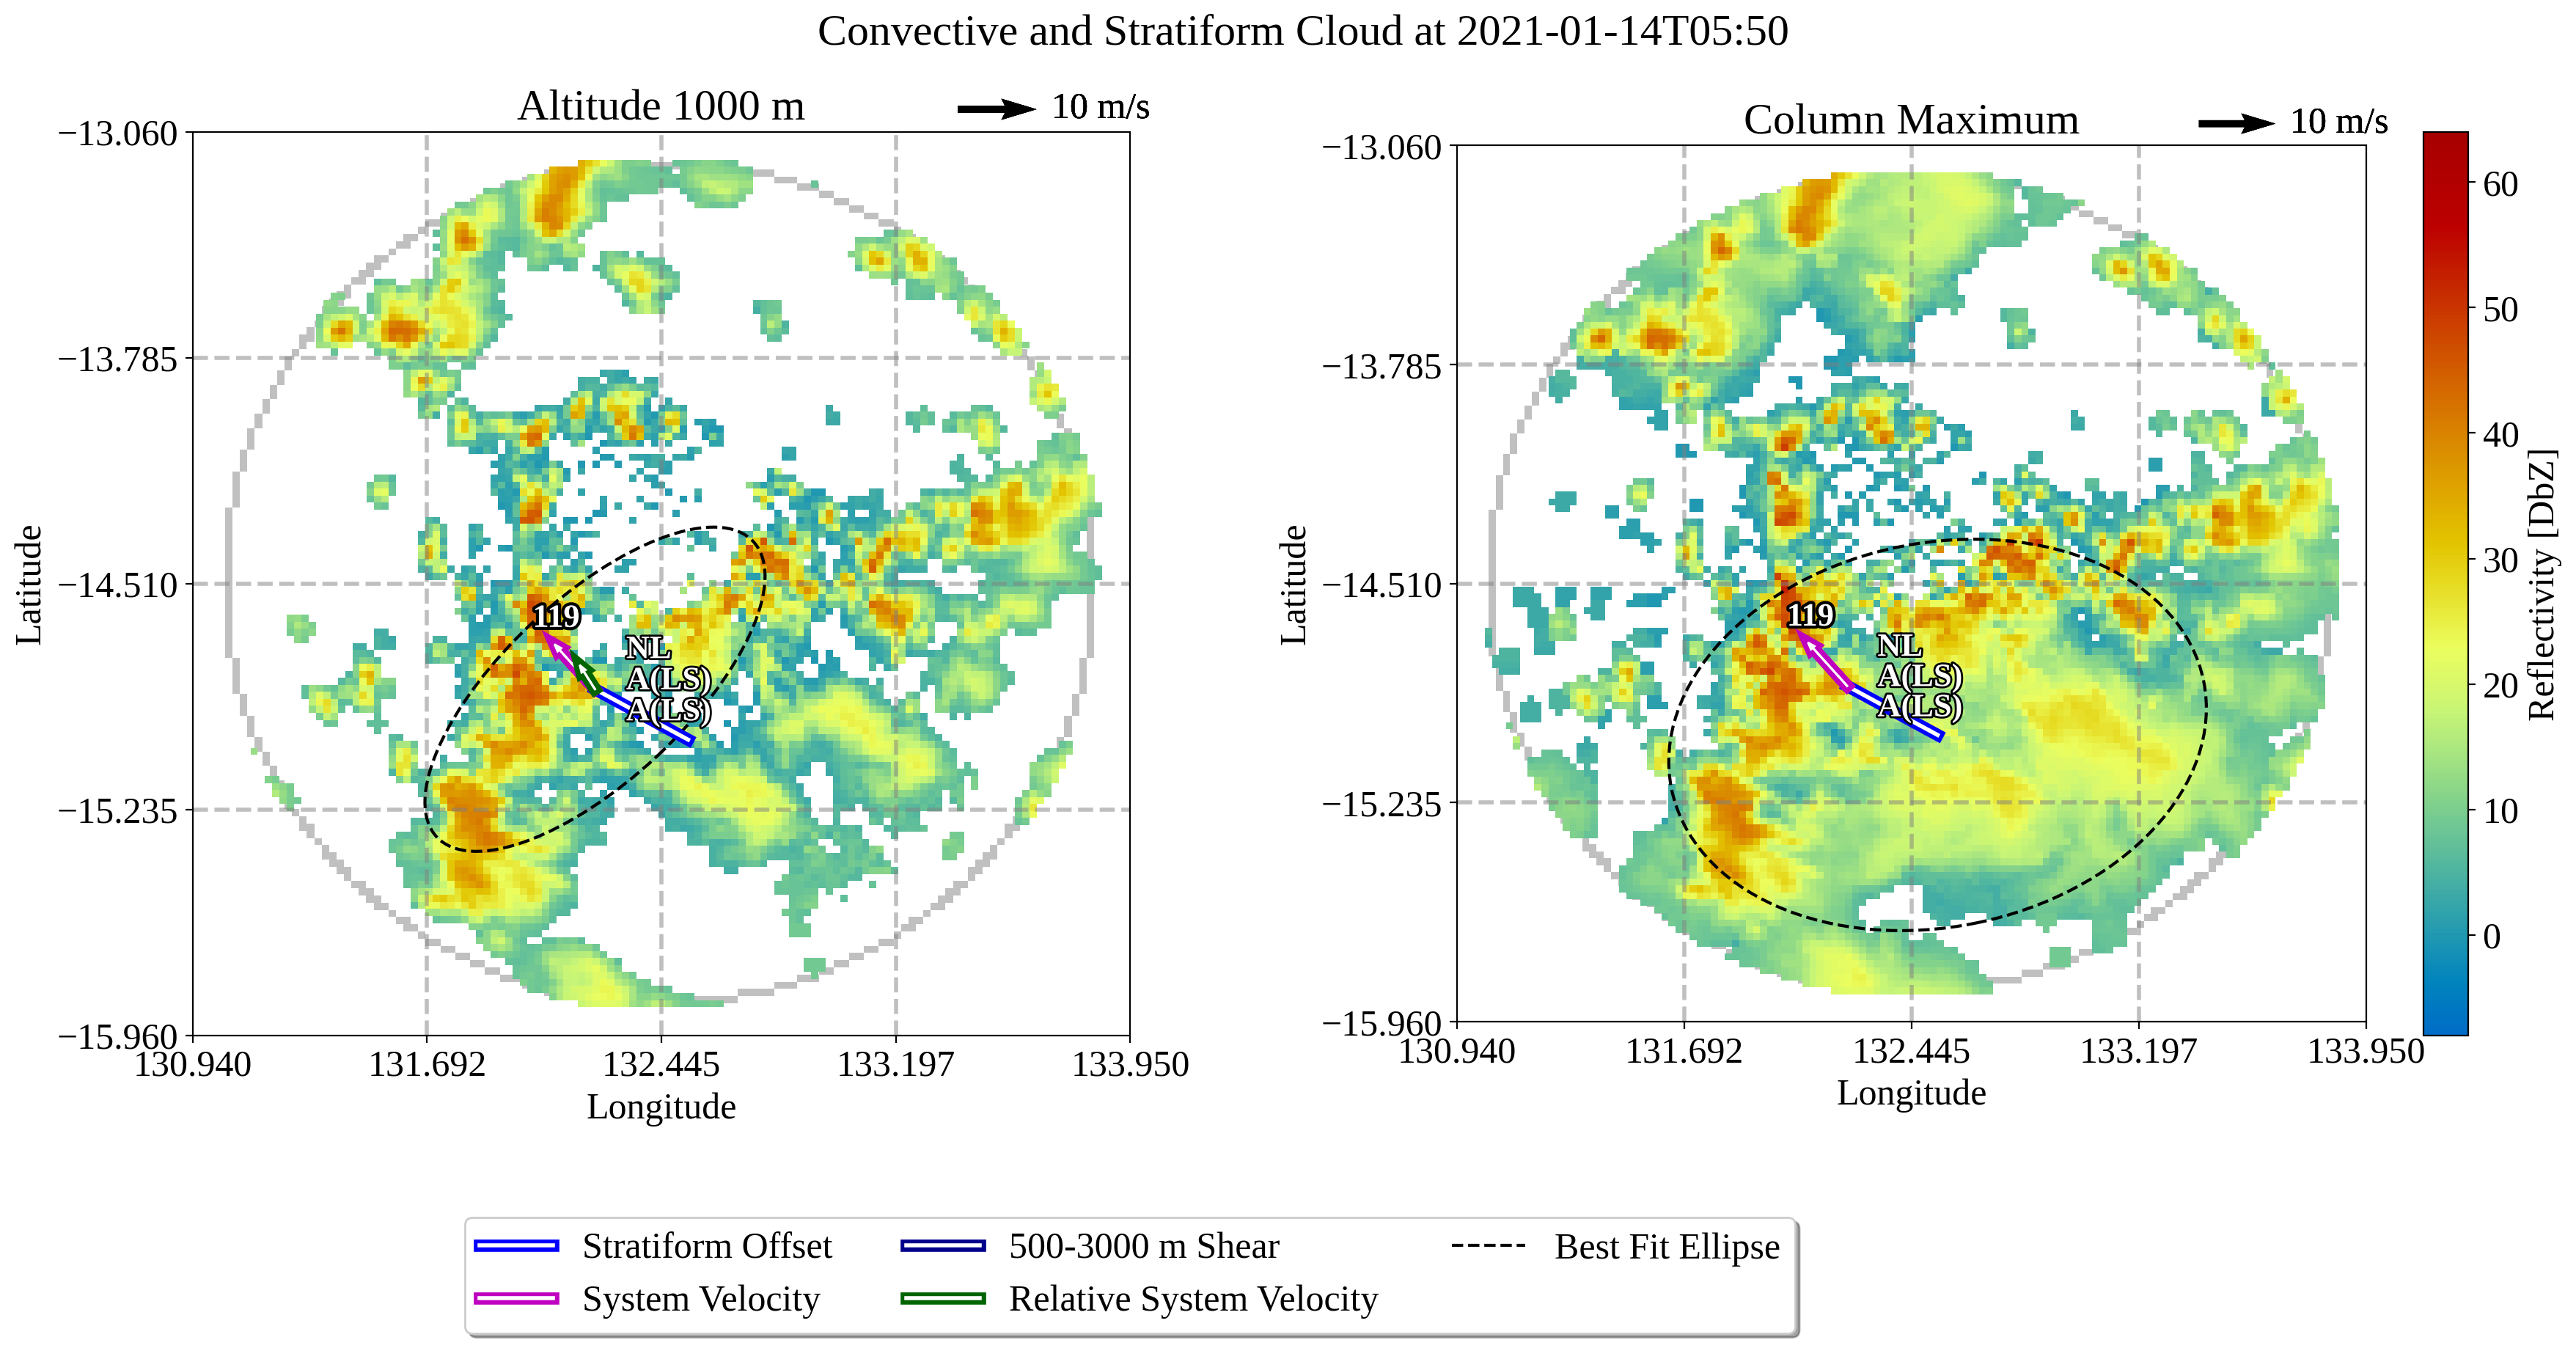 Convective and Stratiform Cloud at 2021-01-14T05:50
Altitude 1000 m
10 m/s
−13.060
−13.785
−14.510
−15.235
−15.960
Latitude
130.940
131.692
132.445
133.197
133.950
Longitude
119
NL
A(LS)
A(LS)
Column Maximum
10 m/s
−13.060
−13.785
−14.510
−15.235
−15.960
Latitude
130.940
131.692
132.445
133.197
133.950
Longitude
119
NL
A(LS)
A(LS)
60
50
40
30
20
10
0
Reflectivity [DbZ]
Stratiform Offset
System Velocity
500-3000 m Shear
Relative System Velocity
Best Fit Ellipse